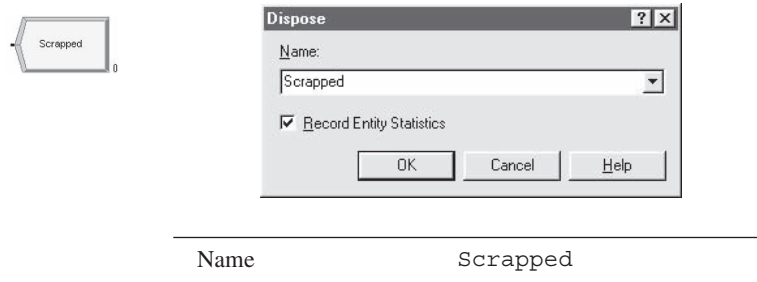 Scrapped
0
Dispose
Name:
Scrapped
Record Entity Statistics
OK Cancel Help
Name Scrapped